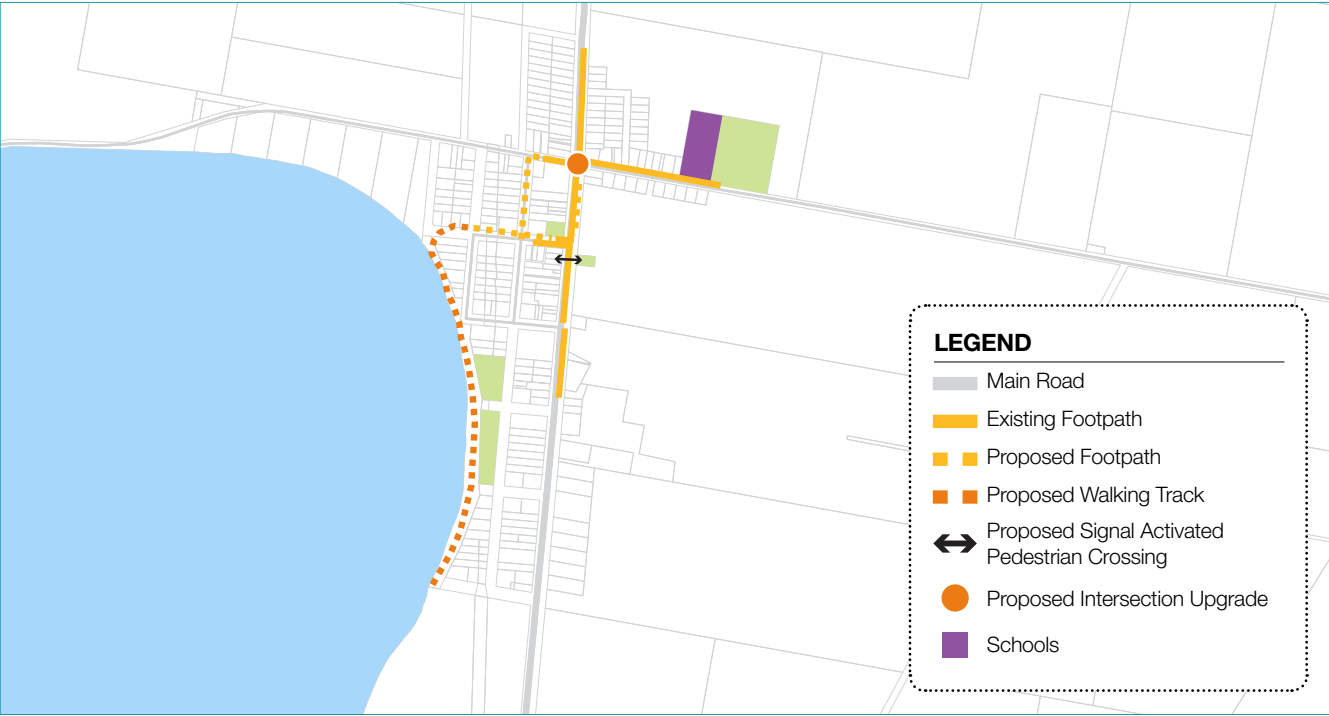 LEGEND
Main Road
Existing Footpath
Proposed Footpath
Proposed Walking Track
Proposed Signal Activated
Pedestrian Crossing
Proposed Intersection Upgrade
Schools